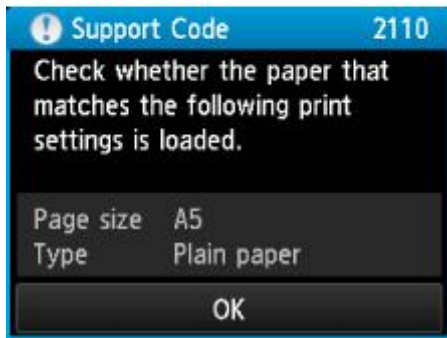 Support Code 2110
Check whether the paper that
matches the following print
settings is loaded.
Page size A5
Type Plain paper
OK